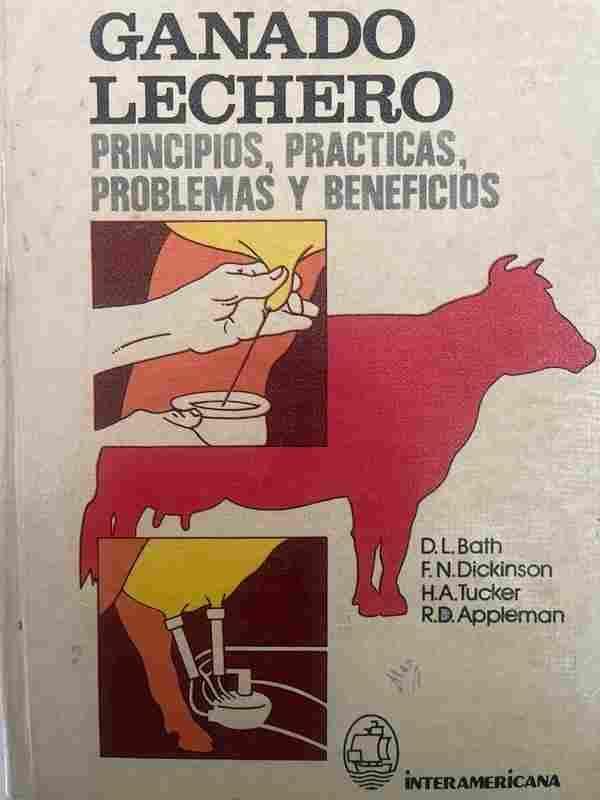 GANADO
LECHERO
PRINCIPIOS, PRACTICAS,
PROBLEMAS Y BENEFICIOS
D.L.Bath
F.N.Dickinson
H.A.Tucker
R.D.Appleman
INTERAMERICANA